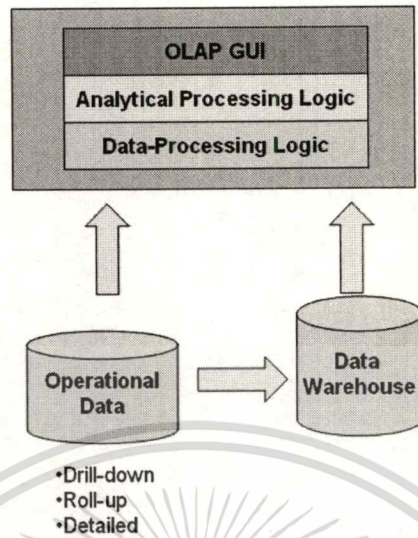 OLAP GUI
Analytical Processing Logic
Data-Processing Logic
Operational
Data
Data
Warehouse
•Drill-down
•Roll-up
•Detailed